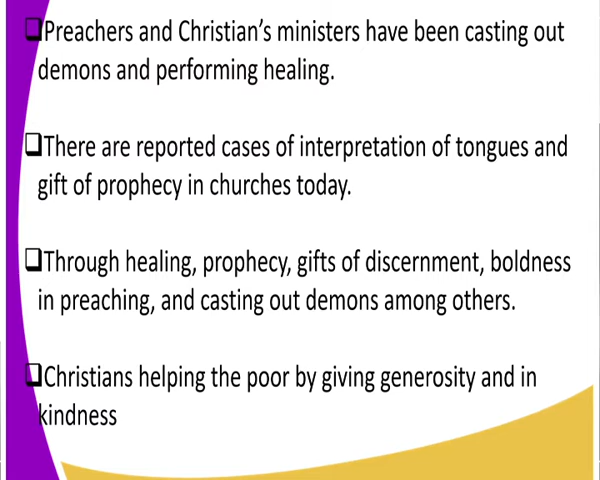 ❑Preachers and Christian’s ministers have been casting out
demons and performing healing.
❑There are reported cases of interpretation of tongues and
gift of prophecy in churches today.
❑Through healing, prophecy, gifts of discernment, boldness
in preaching, and casting out demons among others.
❑Christians helping the poor by giving generosity and in
kindness